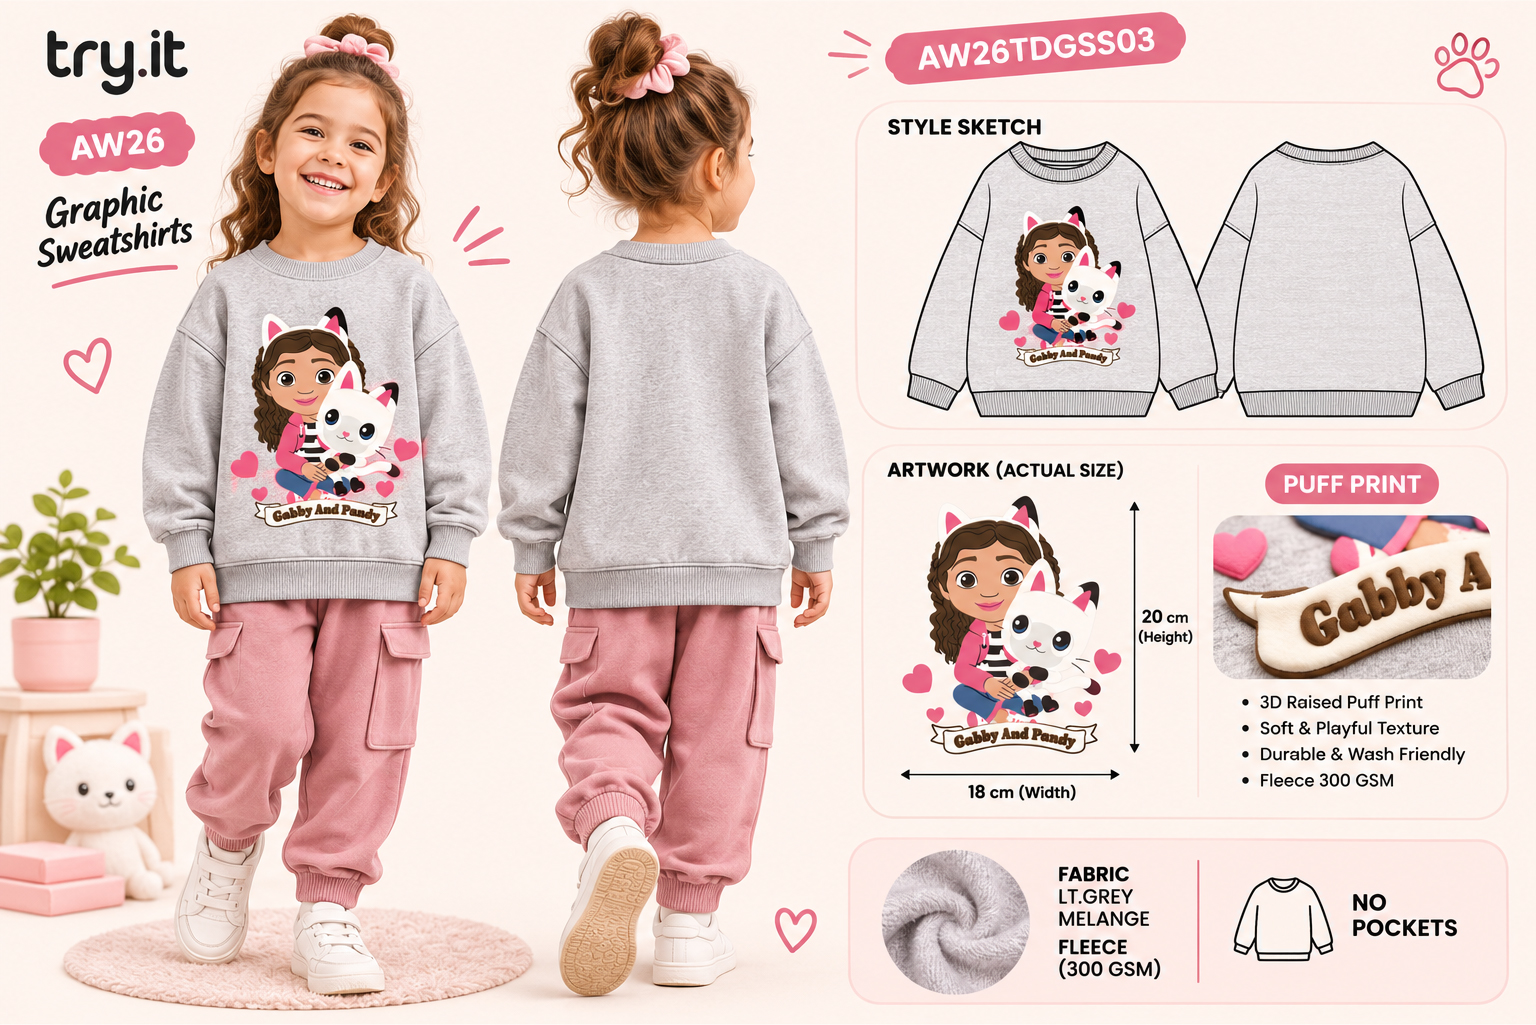 try.it
AW26
Graphic
Sweatshirts
Gabby And Pandy
AW26TDGSS03
STYLE SKETCH
Gabby And Pandy
ARTWORK (ACTUAL SIZE)
Gabby And Pandy
20 cm
(Height)
18 cm (Width)
PUFF PRINT
Gabby A
• 3D Raised Puff Print
• Soft & Playful Texture
• Durable & Wash Friendly
• Fleece 300 GSM
FABRIC
LT.GREY
MELANGE
FLEECE
(300 GSM)
NO
POCKETS